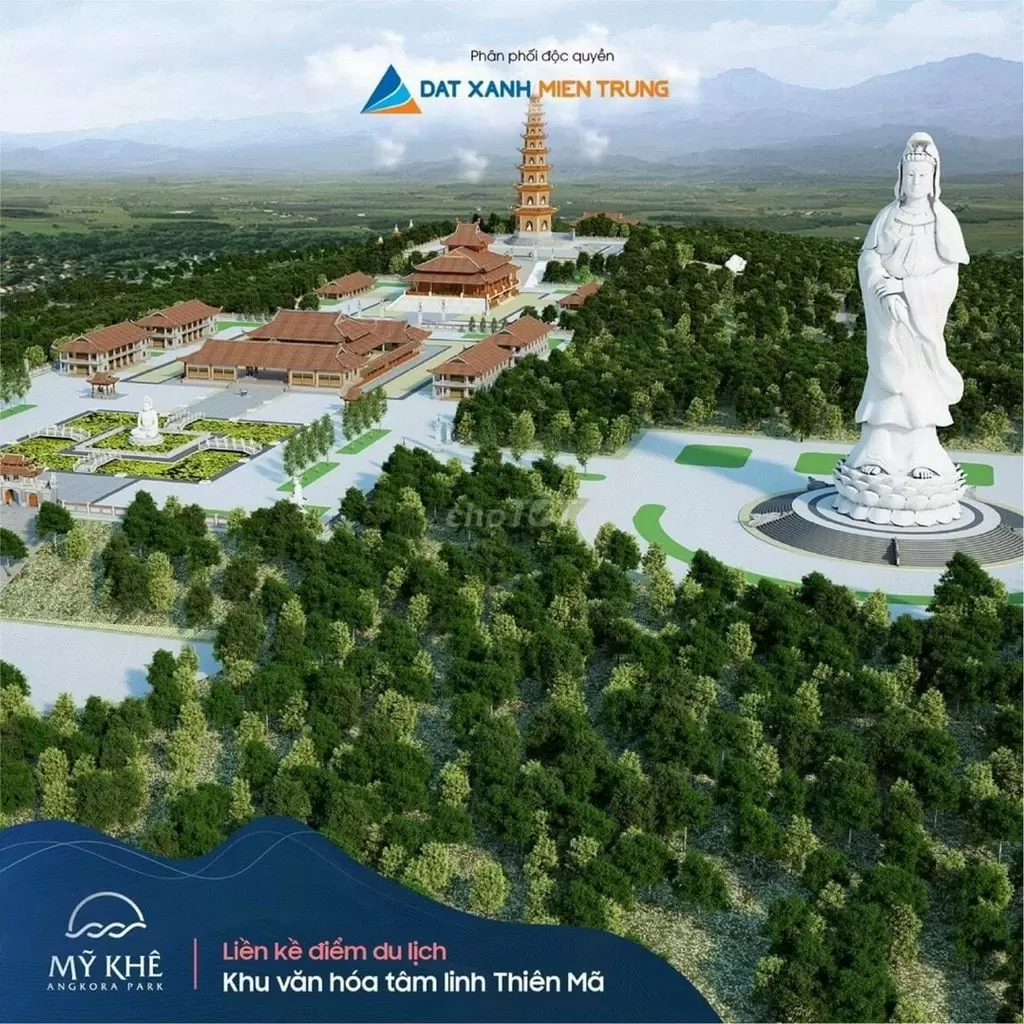 Phân phối độc quyền
DAT XANH MIEN TRUNG
chợTỐT
MỸ KHÊ
ANGKORA PARK
Liền kề điểm du lịch
Khu văn hóa tâm linh Thiên Mã